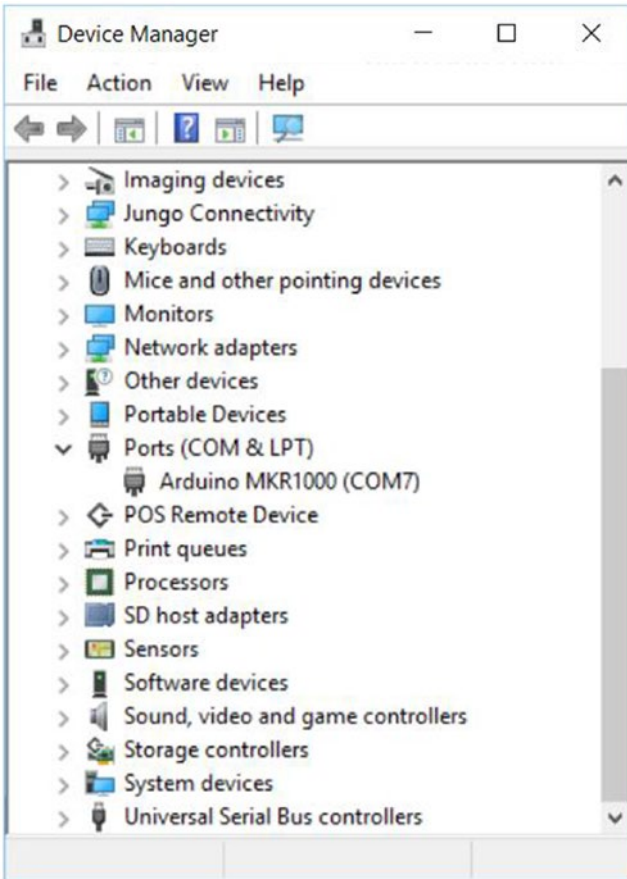 Device Manager
File Action View Help
Imaging devices
Jungo Connectivity
Keyboards
Mice and other pointing devices
Monitors
Network adapters
Other devices
Portable Devices
Ports (COM & LPT)
Arduino MKR1000 (COM7)
POS Remote Device
Print queues
Processors
SD host adapters
Sensors
Software devices
Sound, video and game controllers
Storage controllers
System devices
Universal Serial Bus controllers